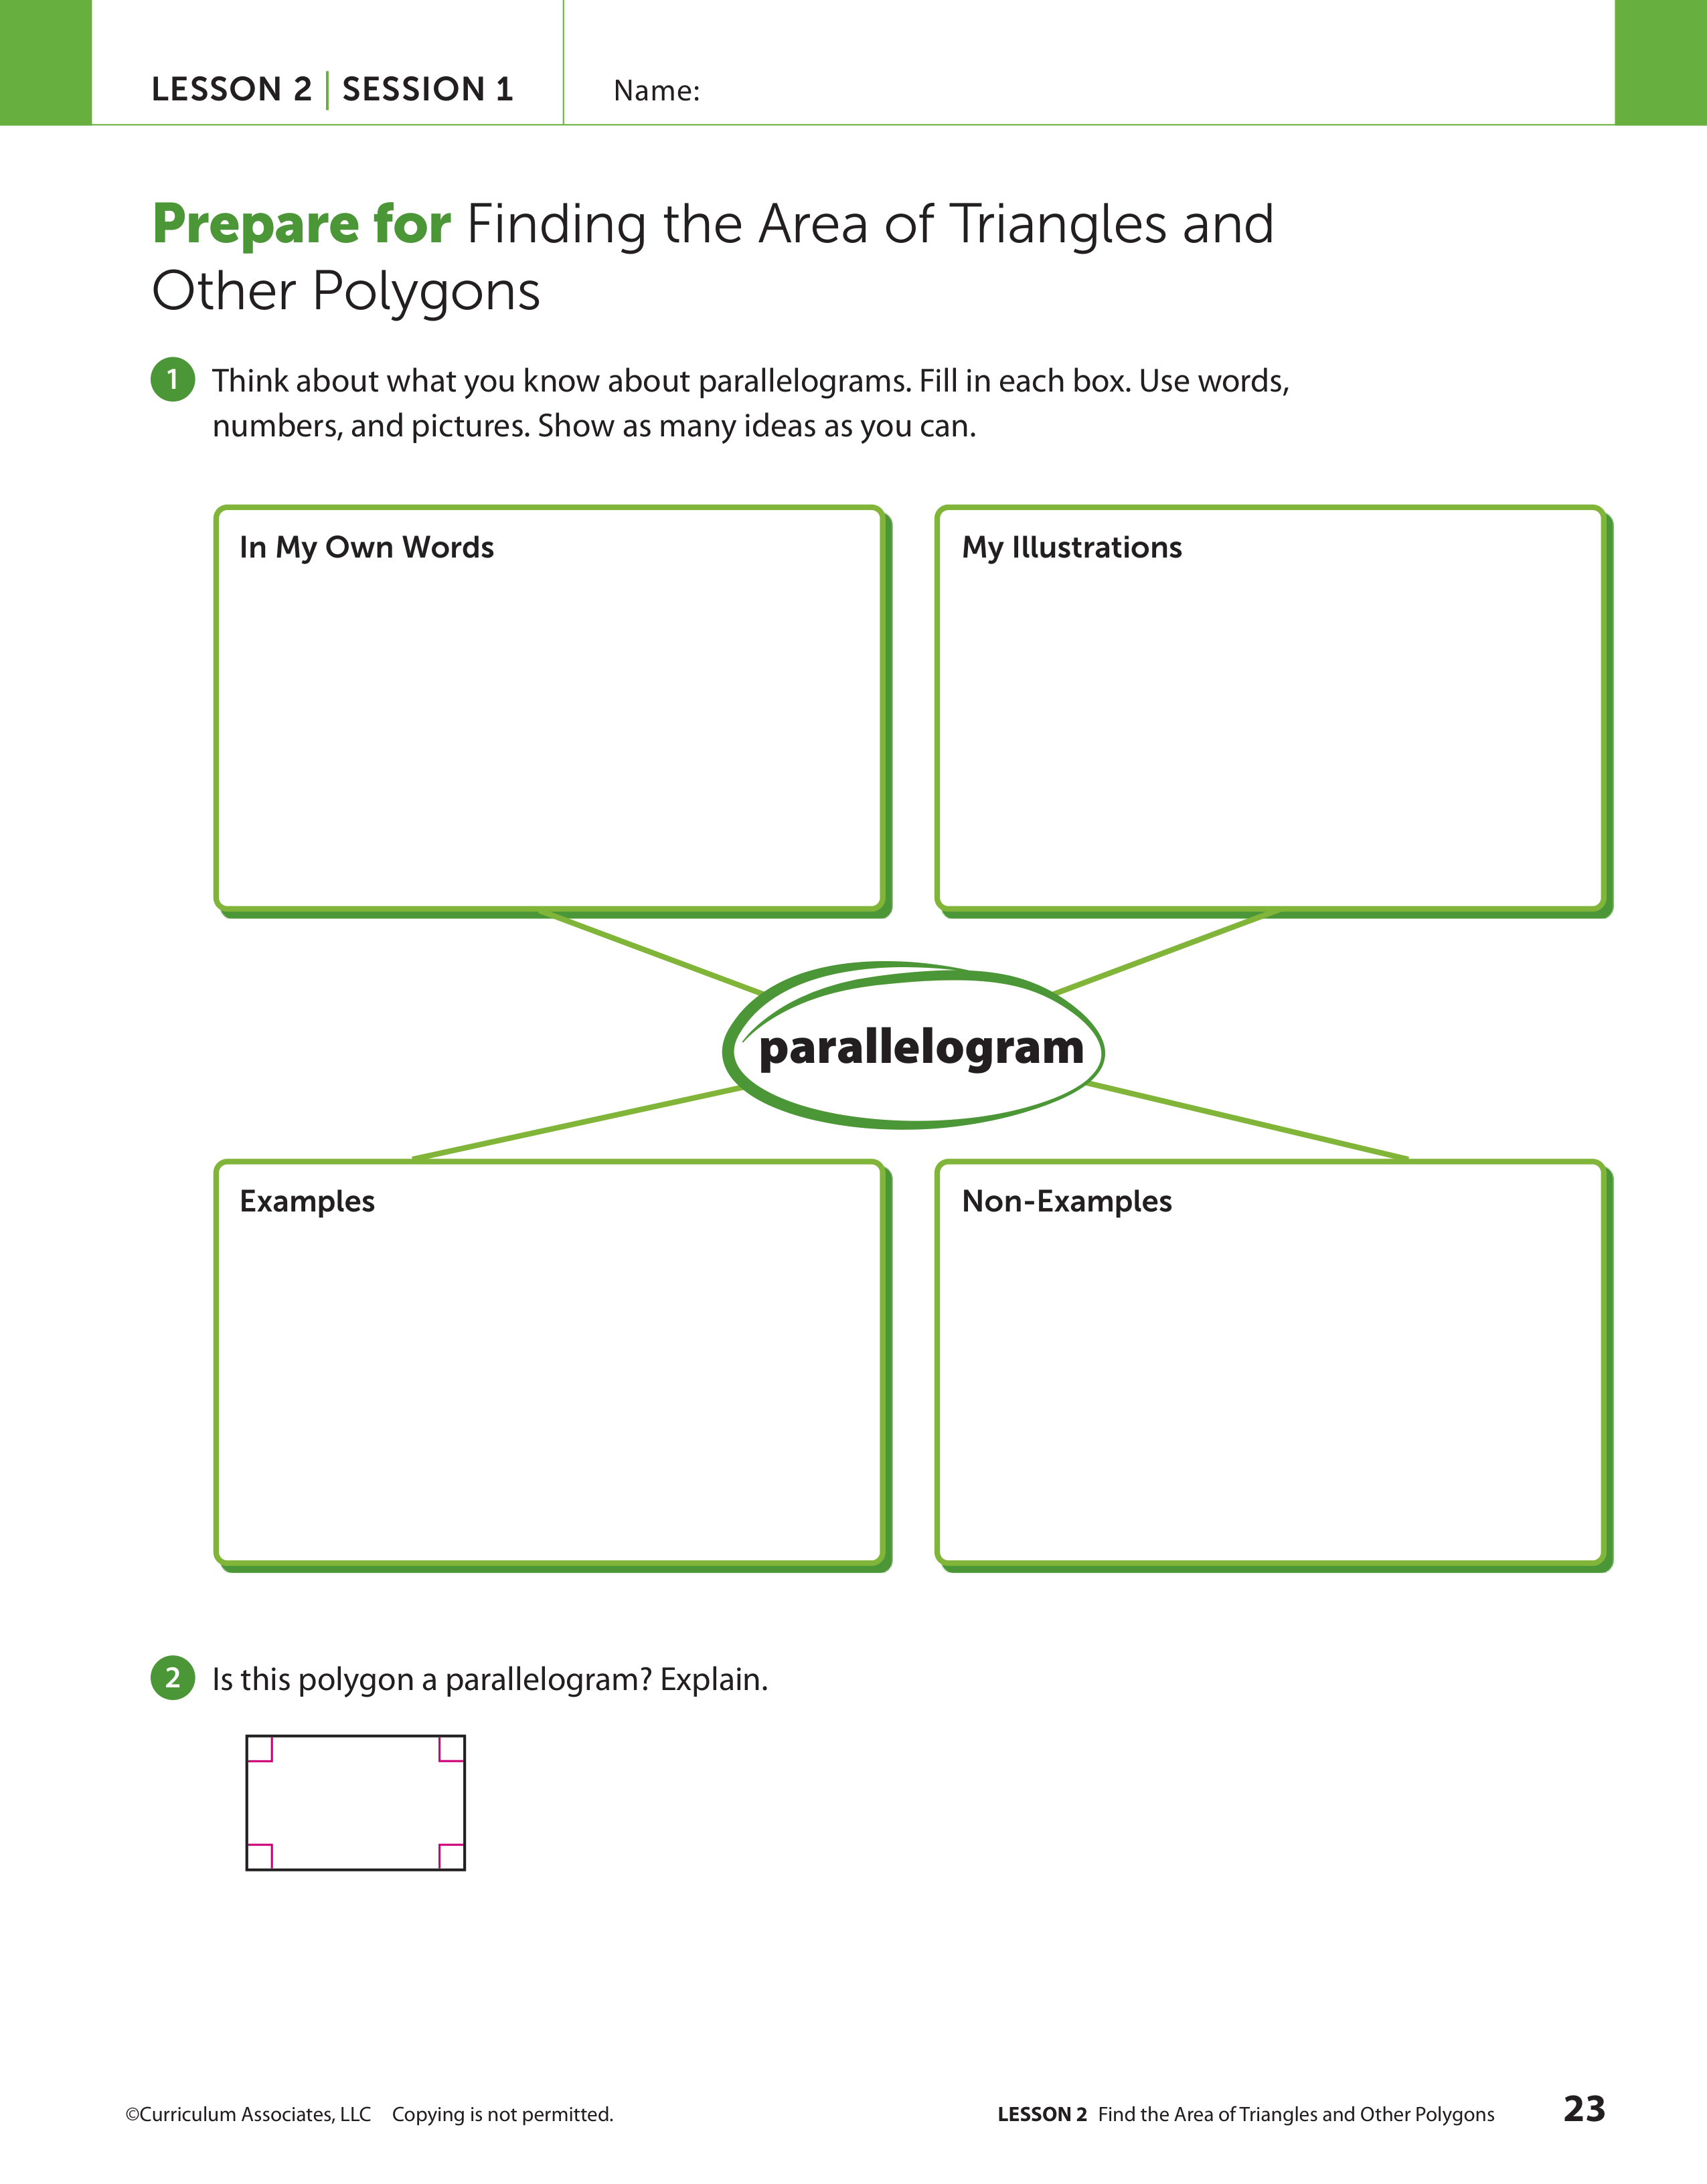 LESSON 2 | SESSION 1
Name:
Prepare for Finding the Area of Triangles and
Other Polygons
1 Think about what you know about parallelograms. Fill in each box. Use words,
numbers, and pictures. Show as many ideas as you can.
In My Own Words
My Illustrations
parallelogram
Examples
Non-Examples
2 Is this polygon a parallelogram? Explain.
©Curriculum Associates, LLC Copying is not permitted.
LESSON 2 Find the Area of Triangles and Other Polygons 23